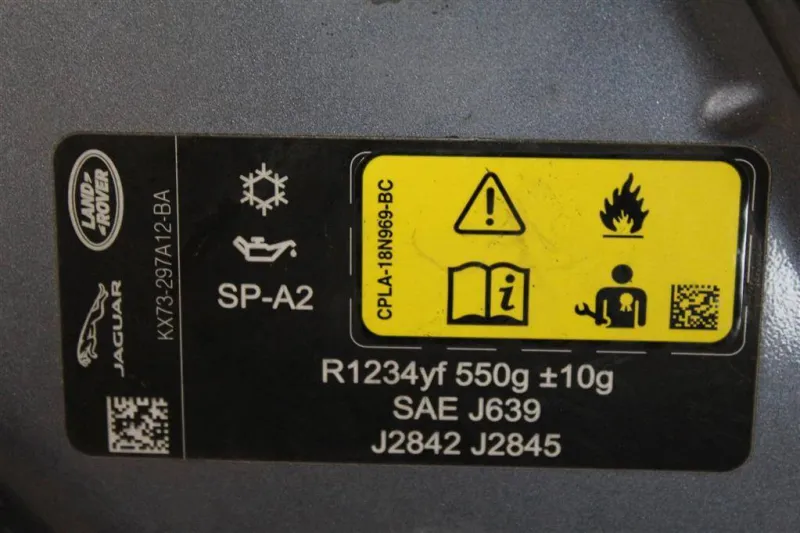 LAND-
ROVER
JAGUAR
KX73-297A12-BA
SP-A2
CPLA-18N969-BC
R1234yf 550g ±10g
SAE J639
J2842 J2845